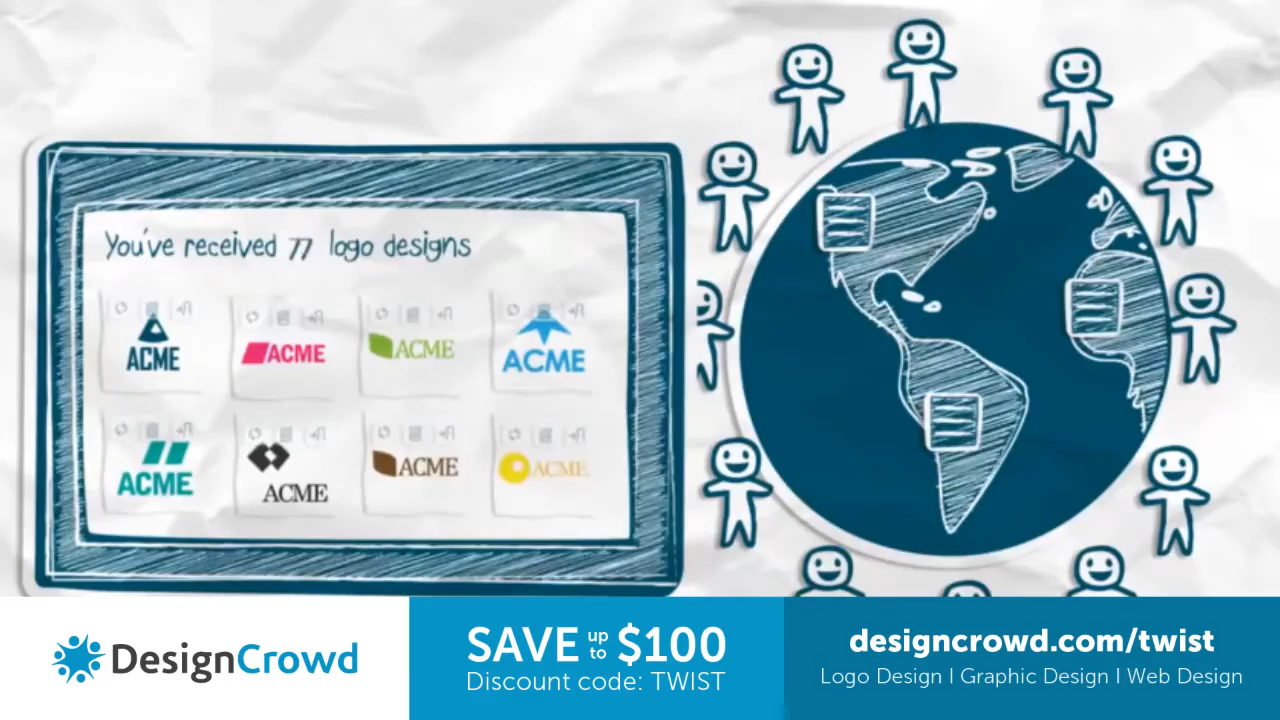 You've received 77 logo designs
ACME
ACME
ACME
ACME
ACME
ACME
ACME
ACME
DesignCrowd
SAVE up to $100
Discount code: TWIST
designcrowd.com/twist
Logo Design | Graphic Design | Web Design